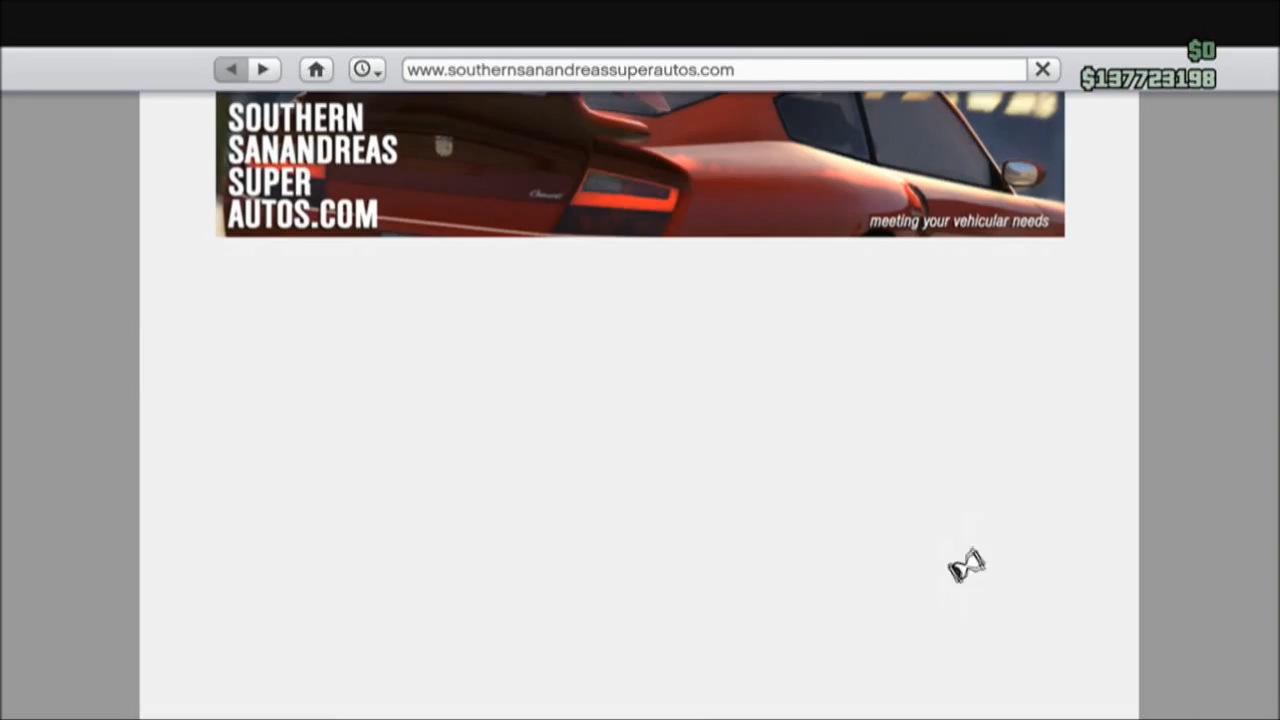 $0
www.southernsanandreassuperautos.com
$137723198
SOUTHERN
SANANDREAS
SUPER
AUTOS.COM
meeting your vehicular needs